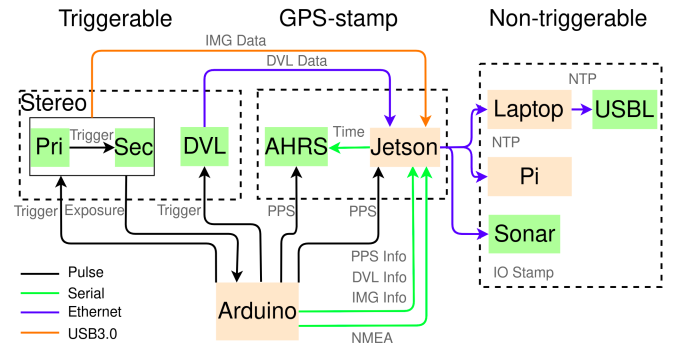 Triggerable GPS-stamp Non-triggerable
IMG Data
DVL Data
NTP
Stereo
Laptop USBL
Pri Trigger Sec DVL AHRS Time Jetson
NTP
Pi
Trigger Exposure Trigger PPS PPS
Sonar
PPS Info
DVL Info
IMG Info
IO Stamp
Pulse
Serial
Ethernet
USB3.0
Arduino
NMEA